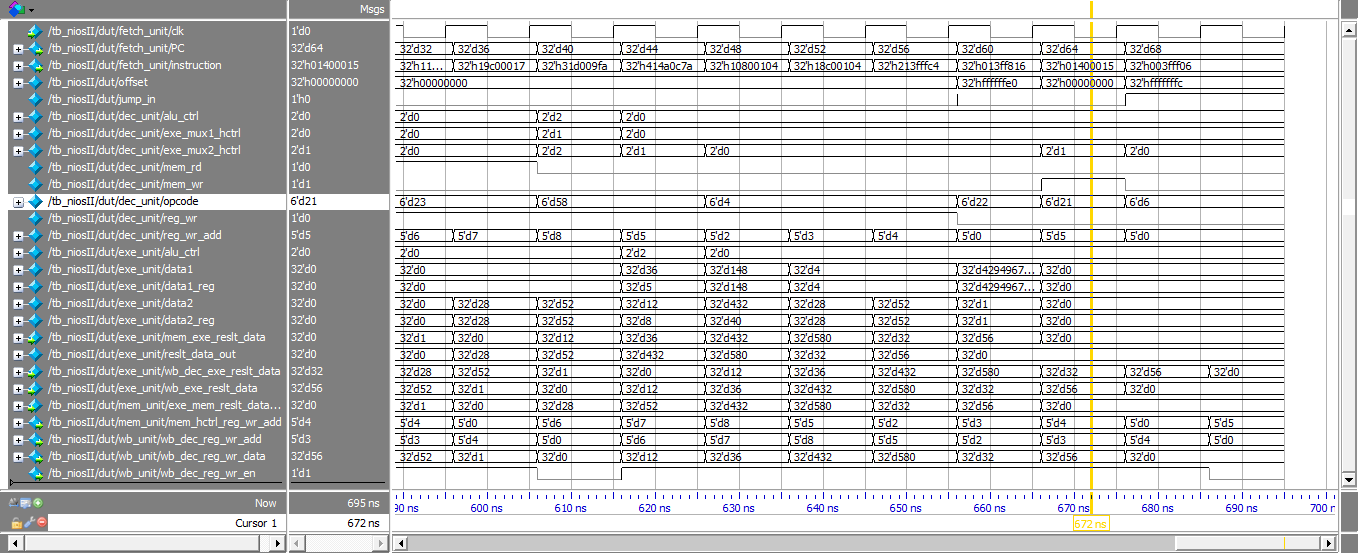 Msgs
/tb_niosII/dut/fetch_unit/clk 1'd0
/tb_niosII/dut/fetch_unit/PC 32'd64 32'd32 32'd36 32'd40 32'd44 32'd48 32'd52 32'd56 32'd60 32'd64 32'd68
/tb_niosII/dut/fetch_unit/instruction 32'h01400015 32'h11... 32'h19c00017 32'h31d009fa 32'h414a0c7a 32'h10800104 32'h18c00104 32'h213fffc4 32'h013ff816 32'h01400015 32'h003fff06
/tb_niosII/dut/offset 32'h00000000 32'h00000000 32'hffffffe0 32'h00000000 32'hfffffffc
/tb_niosII/dut/jump_in 1'h0
/tb_niosII/dut/dec_unit/alu_ctrl 2'd0 2'd0 2'd2 2'd0
/tb_niosII/dut/dec_unit/exe_mux1_hctrl 2'd0 2'd0 2'd1 2'd0
/tb_niosII/dut/dec_unit/exe_mux2_hctrl 2'd1 2'd0 2'd2 2'd1 2'd0 2'd1 2'd0
/tb_niosII/dut/dec_unit/mem_rd 1'd0
/tb_niosII/dut/dec_unit/mem_wr 1'd1
/tb_niosII/dut/dec_unit/opcode 6'd21 6'd23 6'd58 6'd4 6'd22 6'd21 6'd6
/tb_niosII/dut/dec_unit/reg_wr 1'd0
/tb_niosII/dut/dec_unit/reg_wr_add 5'd5 5'd6 5'd7 5'd8 5'd5 5'd2 5'd3 5'd4 5'd0 5'd5 5'd0
/tb_niosII/dut/exe_unit/alu_ctrl 2'd0 2'd0 2'd2 2'd0
/tb_niosII/dut/exe_unit/data1 32'd0 32'd0 32'd36 32'd148 32'd4 32'd4294967... 32'd0
/tb_niosII/dut/exe_unit/data1_reg 32'd0 32'd0 32'd5 32'd148 32'd4 32'd4294967... 32'd0
/tb_niosII/dut/exe_unit/data2 32'd0 32'd0 32'd28 32'd52 32'd12 32'd432 32'd28 32'd52 32'd1 32'd0
/tb_niosII/dut/exe_unit/data2_reg 32'd0 32'd0 32'd28 32'd52 32'd8 32'd40 32'd28 32'd52 32'd1 32'd0
/tb_niosII/dut/exe_unit/mem_exe_reslt_data 32'd0 32'd1 32'd0 32'd12 32'd36 32'd432 32'd580 32'd32 32'd56 32'd0
/tb_niosII/dut/exe_unit/reslt_data_out 32'd0 32'd0 32'd28 32'd52 32'd432 32'd580 32'd32 32'd56 32'd0
/tb_niosII/dut/exe_unit/wb_dec_exe_reslt_data 32'd32 32'd28 32'd52 32'd1 32'd0 32'd12 32'd36 32'd432 32'd580 32'd32 32'd56 32'd0
/tb_niosII/dut/exe_unit/wb_exe_reslt_data 32'd56 32'd52 32'd1 32'd0 32'd12 32'd36 32'd432 32'd580 32'd32 32'd56 32'd0
/tb_niosII/dut/mem_unit/exe_mem_reslt_data... 32'd0 32'd1 32'd0 32'd28 32'd52 32'd432 32'd580 32'd32 32'd56 32'd0
/tb_niosII/dut/mem_unit/mem_hctrl_reg_wr_add 5'd4 5'd4 5'd0 5'd6 5'd7 5'd8 5'd5 5'd2 5'd3 5'd4 5'd0 5'd5
/tb_niosII/dut/wb_unit/wb_dec_reg_wr_add 5'd3 5'd3 5'd4 5'd0 5'd6 5'd7 5'd8 5'd5 5'd2 5'd3 5'd4 5'd0
/tb_niosII/dut/wb_unit/wb_dec_reg_wr_data 32'd56 32'd52 32'd1 32'd0 32'd12 32'd36 32'd432 32'd580 32'd32 32'd56 32'd0
/tb_niosII/dut/wb_unit/wb_dec_reg_wr_en 1'd1
Now 695 ns 90 ns 600 ns 610 ns 620 ns 630 ns 640 ns 650 ns 660 ns 670 ns 680 ns 690 ns 700 n
Cursor 1 672 ns 672 ns